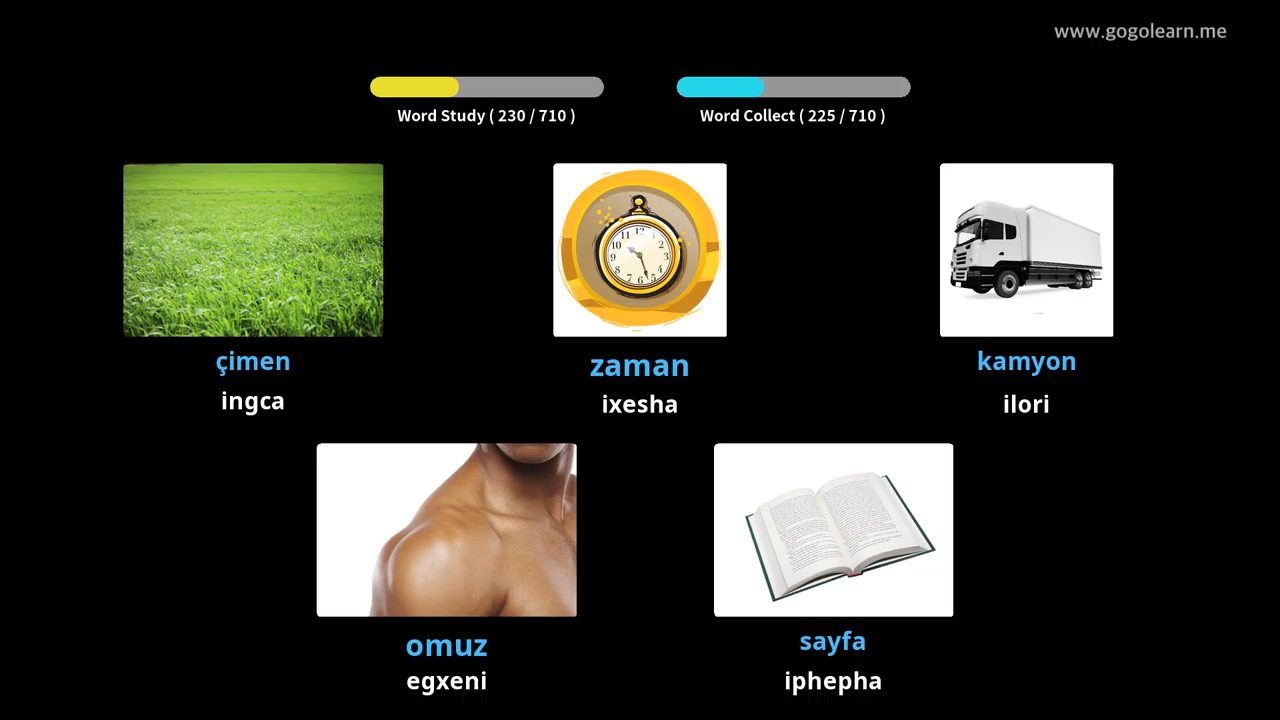 www.gogolearn.me
Word Study ( 230 / 710 )
Word Collect ( 225 / 710 )
çimen
ingca
zaman
ixesha
kamyon
ilori
omuz
egxeni
sayfa
iphepha